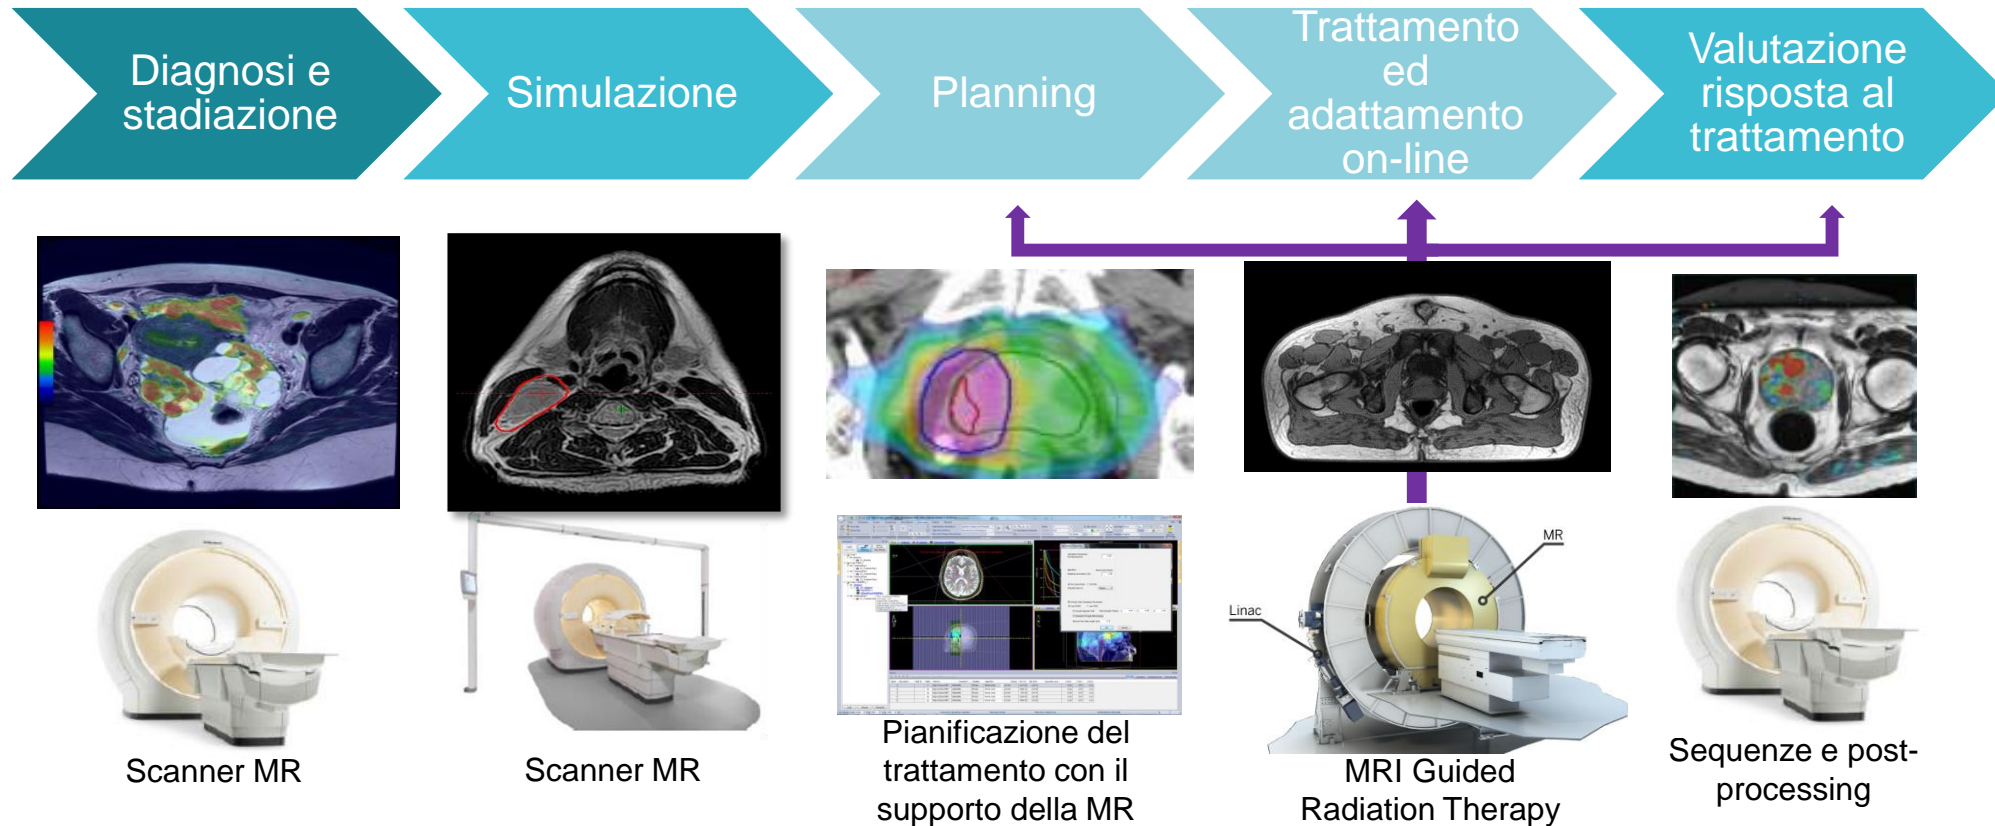 Diagnosi e
stadiazione
Simulazione
Planning
Trattamento
ed
adattamento
on-line
Valutazione
risposta al
trattamento
MR
Linac
Scanner MR
Scanner MR
Pianificazione del
trattamento con il
supporto della MR
MRI Guided
Radiation Therapy
Sequenze e post-
processing